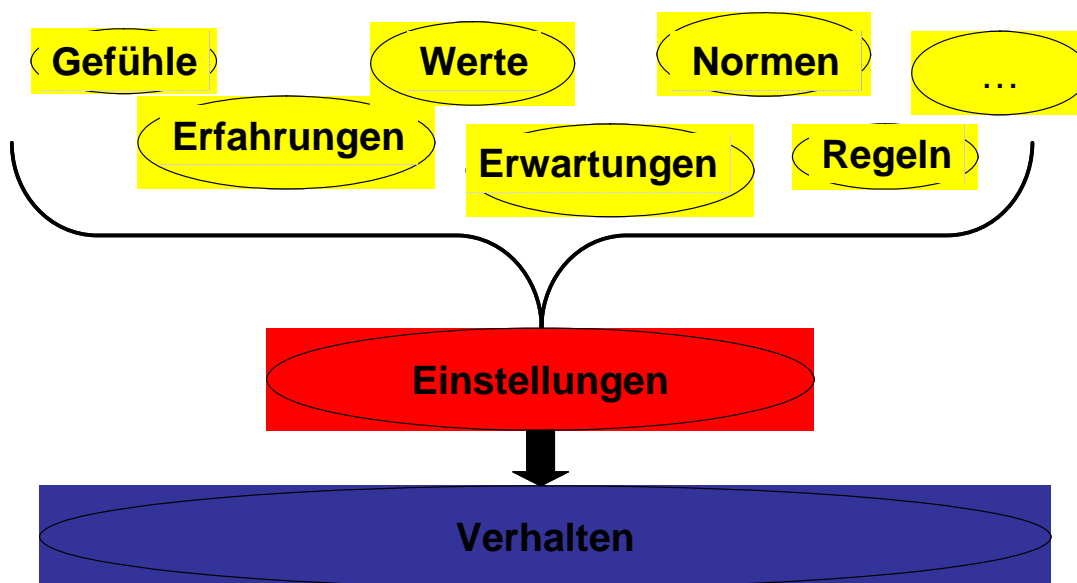 Gefühle
Werte
Normen
…
Erfahrungen
Erwartungen
Regeln
Einstellungen
Verhalten